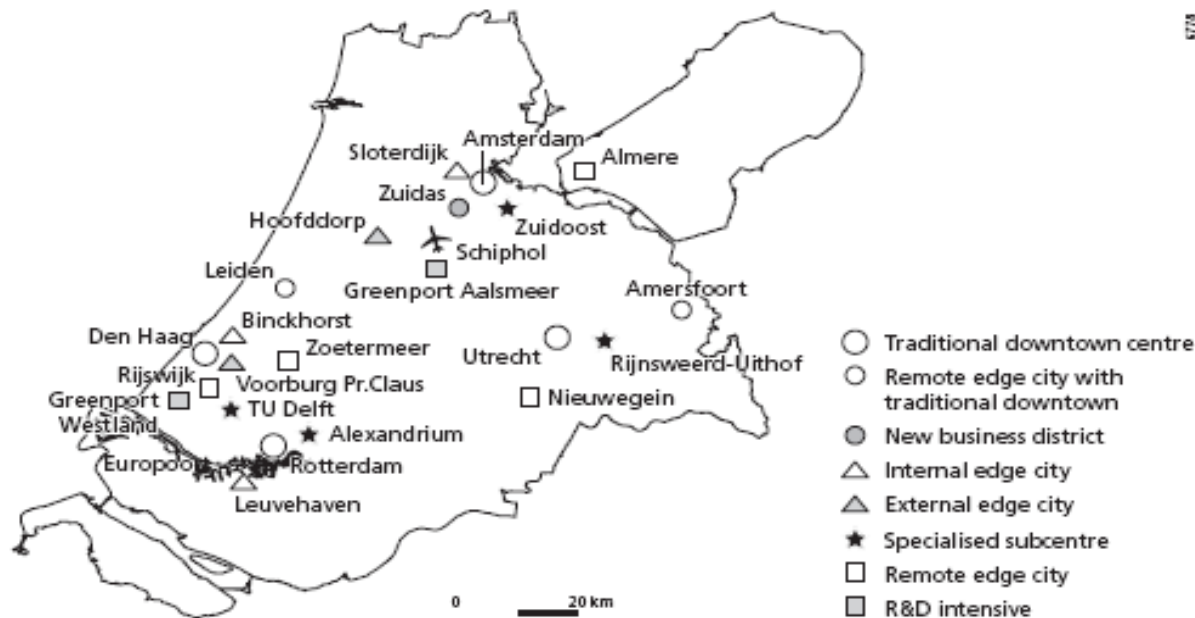 Amsterdam
Sloterdijk
Almere
Zuidas
Hoofddorp
Zuidoost
Schiphol
Leiden
Greenport Aalsmeer
Amersfoort
Binckhorst
Den Haag
Zoetermeer
Utrecht
Rijnsweerd-Uithof
Rijswijk
Voorburg Pr.Claus
Greenport
Westland
TU Delft
Nieuwegein
Alexandrium
Rotterdam
Leuvehaven
Traditional downtown centre
Remote edge city with
traditional downtown
New business district
Internal edge city
External edge city
Specialised subcentre
Remote edge city
R&D intensive
0 20 km